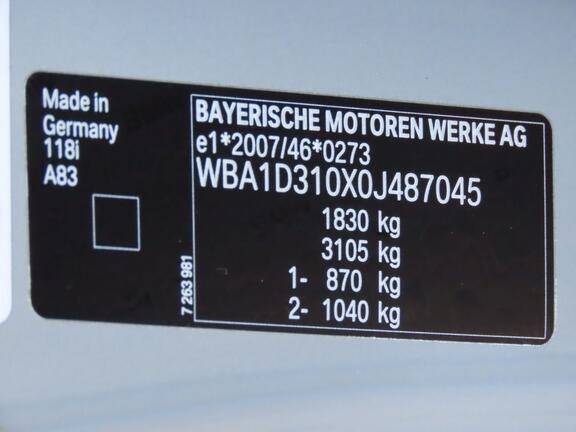 Made in
Germany
118i
A83
7 263 981
BAYERISCHE MOTOREN WERKE AG
e1*2007/46*0273
WBA1D310X0J487045
1830 kg
3105 kg
1- 870 kg
2- 1040 kg